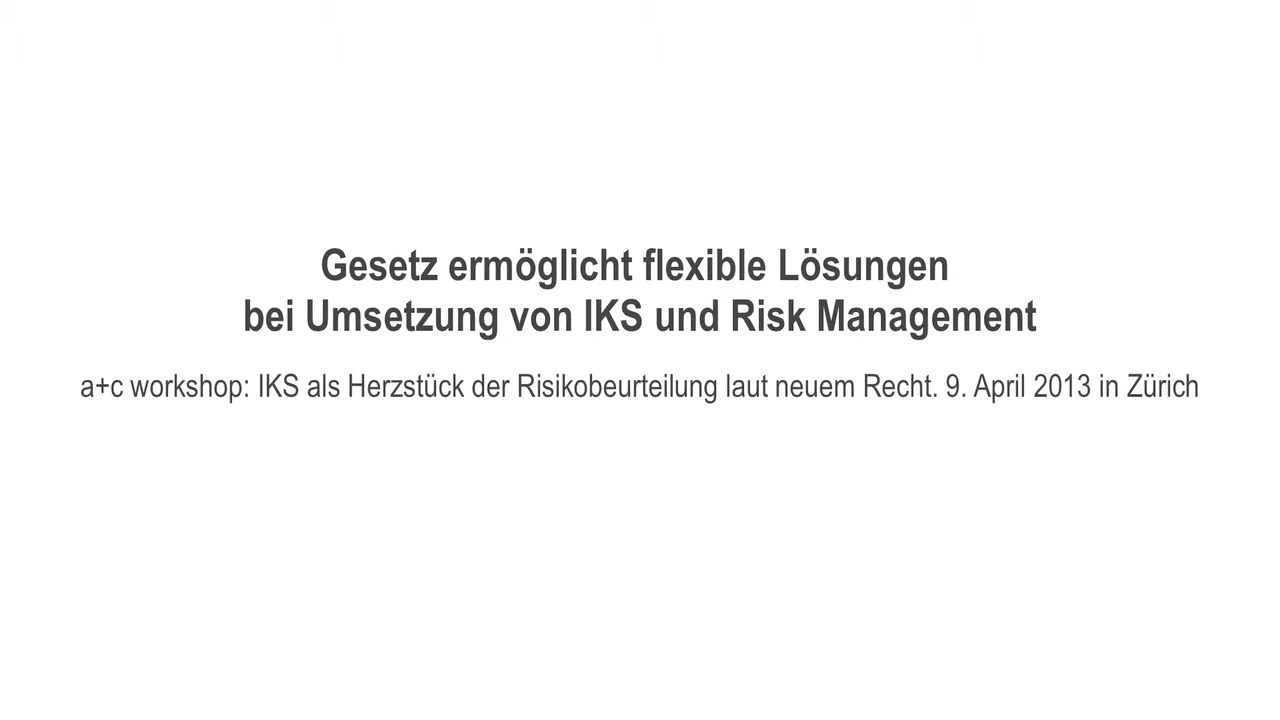 Gesetz ermöglicht flexible Lösungen
bei Umsetzung von IKS und Risk Management
a+c workshop: IKS als Herzstück der Risikobeurteilung laut neuem Recht. 9. April 2013 in Zürich